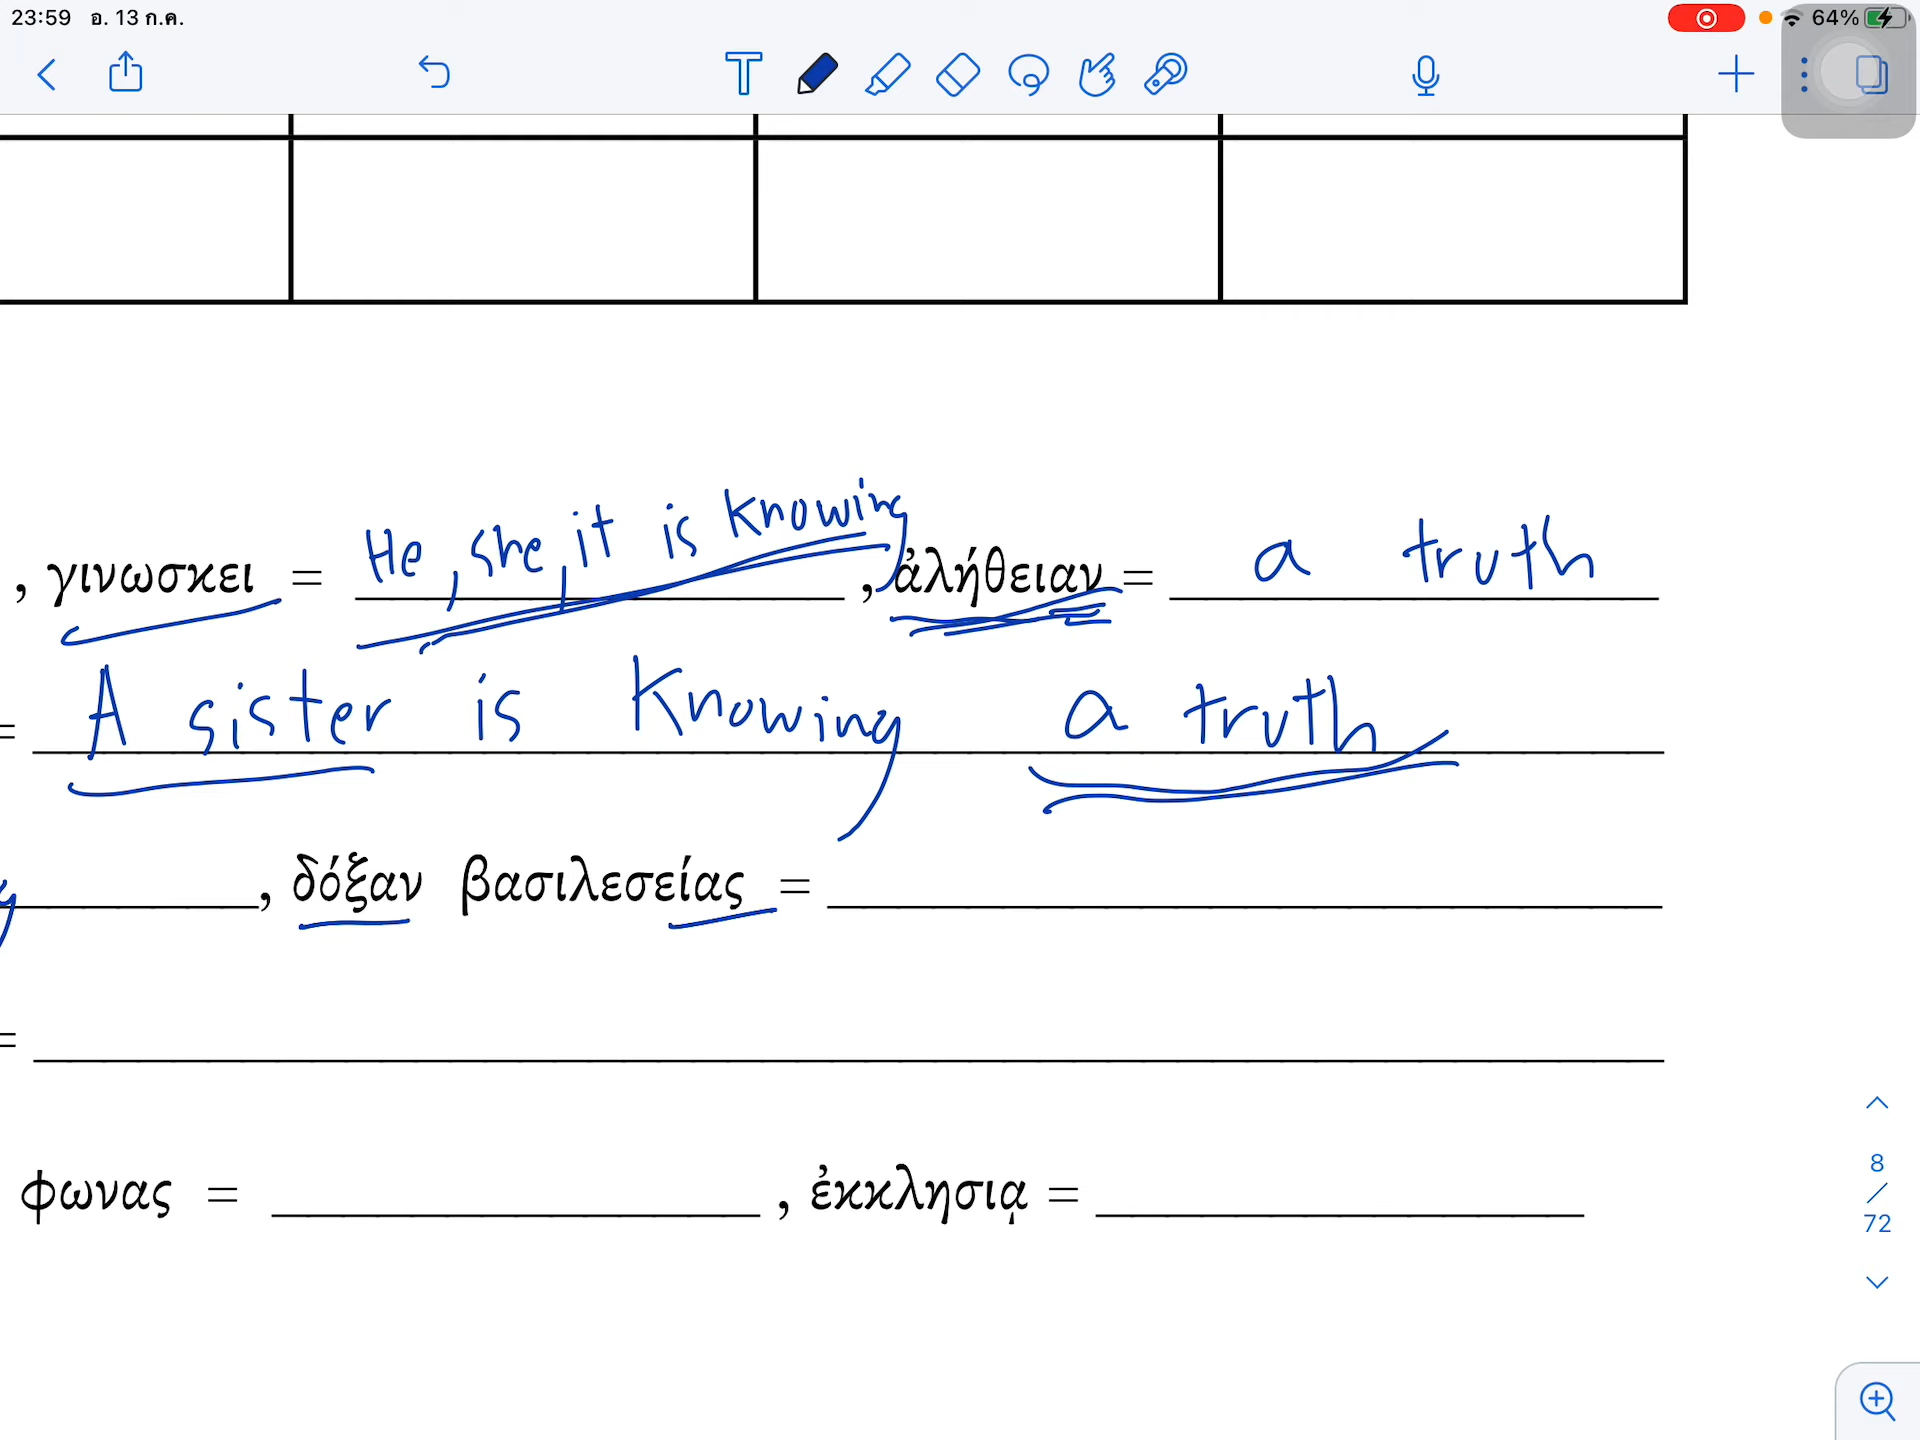 23:59 อ. 13 ก.ค. 64%
T
, γινωσκει = He, she, it is knowing , ἀλήθειαν = a truth
= A sister is knowing a truth
, δόξαν βασιλεσείας =
=
φωνας = , ἐκκλησιᾳ =
8
/
72